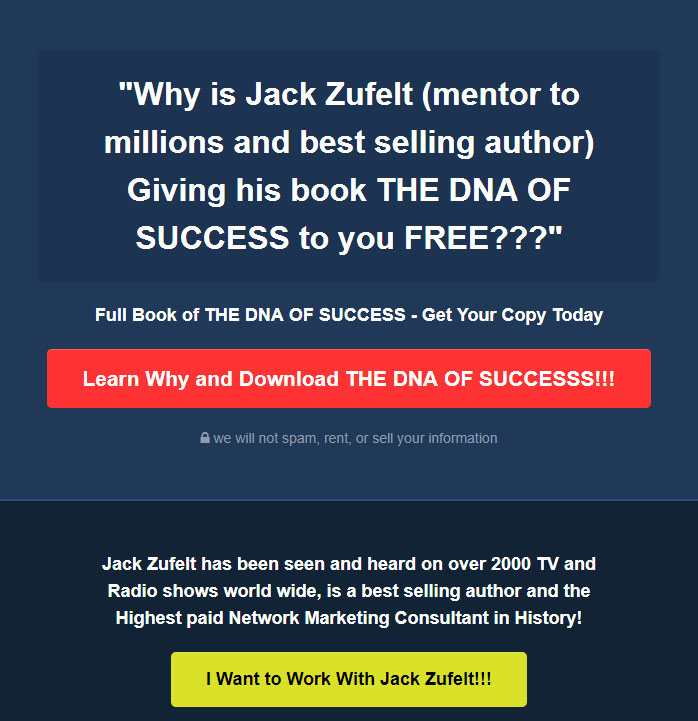 "Why is Jack Zufelt (mentor to
millions and best selling author)
Giving his book THE DNA OF
SUCCESS to you FREE???"
Full Book of THE DNA OF SUCCESS - Get Your Copy Today
Learn Why and Download THE DNA OF SUCCESSS!!!
we will not spam, rent, or sell your information
Jack Zufelt has been seen and heard on over 2000 TV and
Radio shows world wide, is a best selling author and the
Highest paid Network Marketing Consultant in History!
I Want to Work With Jack Zufelt!!!